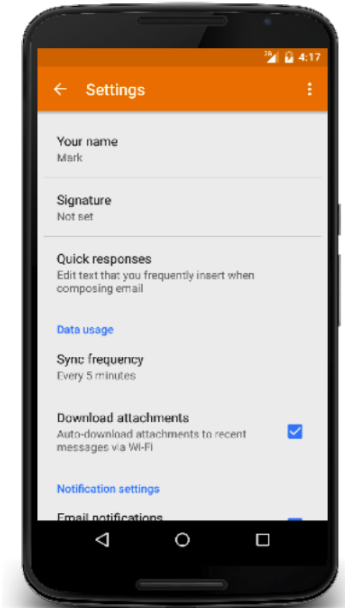 4:17
Settings
Your name
Mark
Signature
Not set
Quick responses
Edit text that you frequently insert when
composing email
Data usage
Sync frequency
Every 5 minutes
Download attachments
Auto-download attachments to recent
messages via Wi-Fi
Notification settings
Email notifications